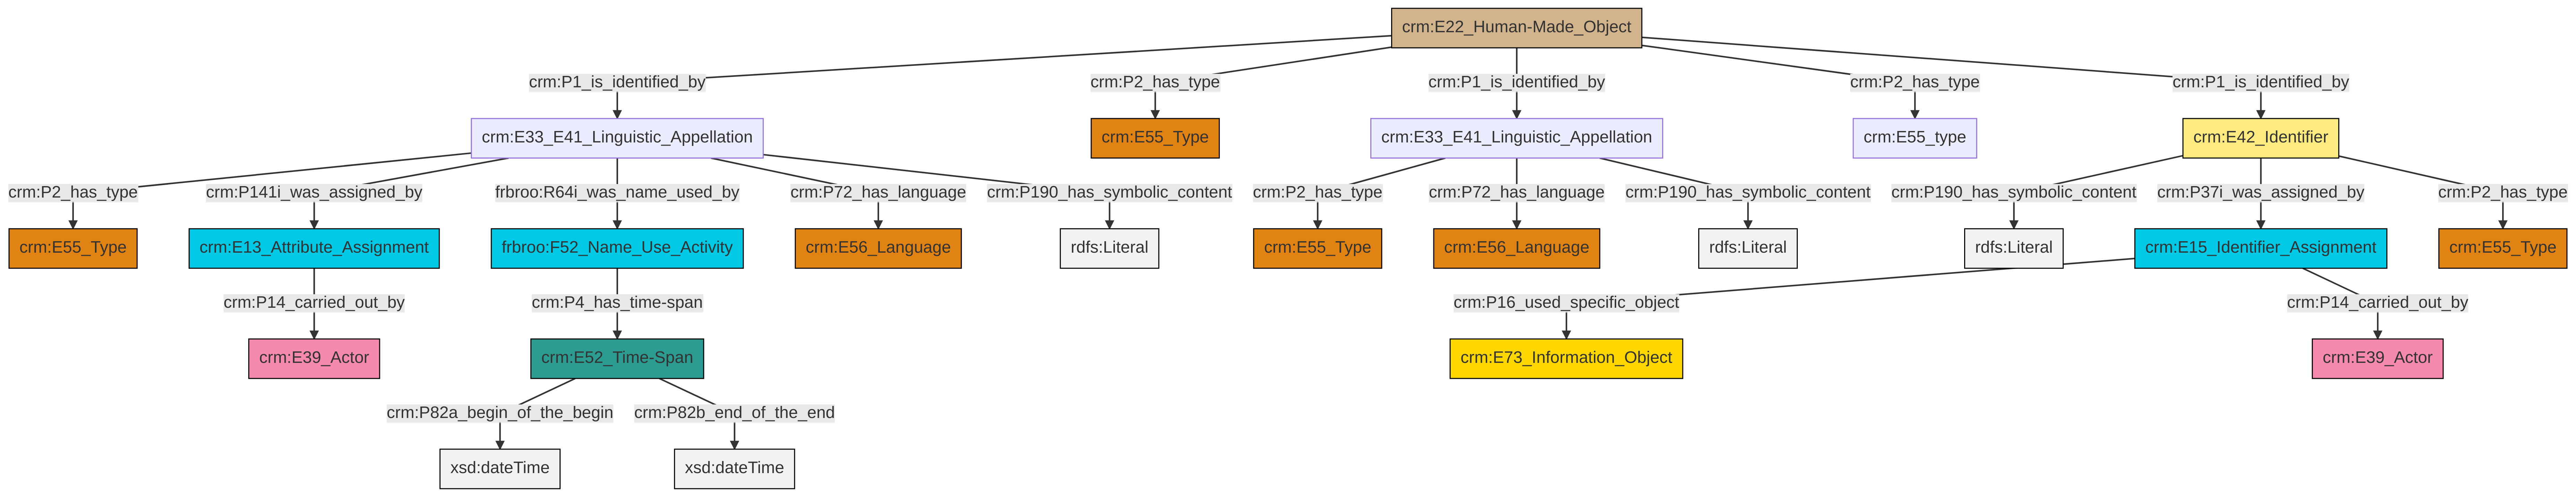 crm:E22_Human-Made_Object
crm:P1_is_identified_by
crm:P2_has_type
crm:P1_is_identified_by
crm:P2_has_type
crm:P1_is_identified_by
crm:E33_E41_Linguistic_Appellation
crm:E55_Type
crm:E33_E41_Linguistic_Appellation
crm:E55_type
crm:E42_Identifier
crm:P2_has_type
crm:P141i_was_assigned_by
frbroo:R64i_was_name_used_by
crm:P72_has_language
crm:P190_has_symbolic_content
crm:P2_has_type
crm:P72_has_language
crm:P190_has_symbolic_content
crm:P190_has_symbolic_content
crm:P37i_was_assigned_by
crm:P2_has_type
crm:E55_Type
crm:E13_Attribute_Assignment
frbroo:F52_Name_Use_Activity
crm:E56_Language
rdfs:Literal
crm:E55_Type
crm:E56_Language
rdfs:Literal
rdfs:Literal
crm:E15_Identifier_Assignment
crm:E55_Type
crm:P14_carried_out_by
crm:P4_has_time-span
crm:P16_used_specific_object
crm:P14_carried_out_by
crm:E39_Actor
crm:E52_Time-Span
crm:E73_Information_Object
crm:E39_Actor
crm:P82a_begin_of_the_begin
crm:P82b_end_of_the_end
xsd:dateTime
xsd:dateTime